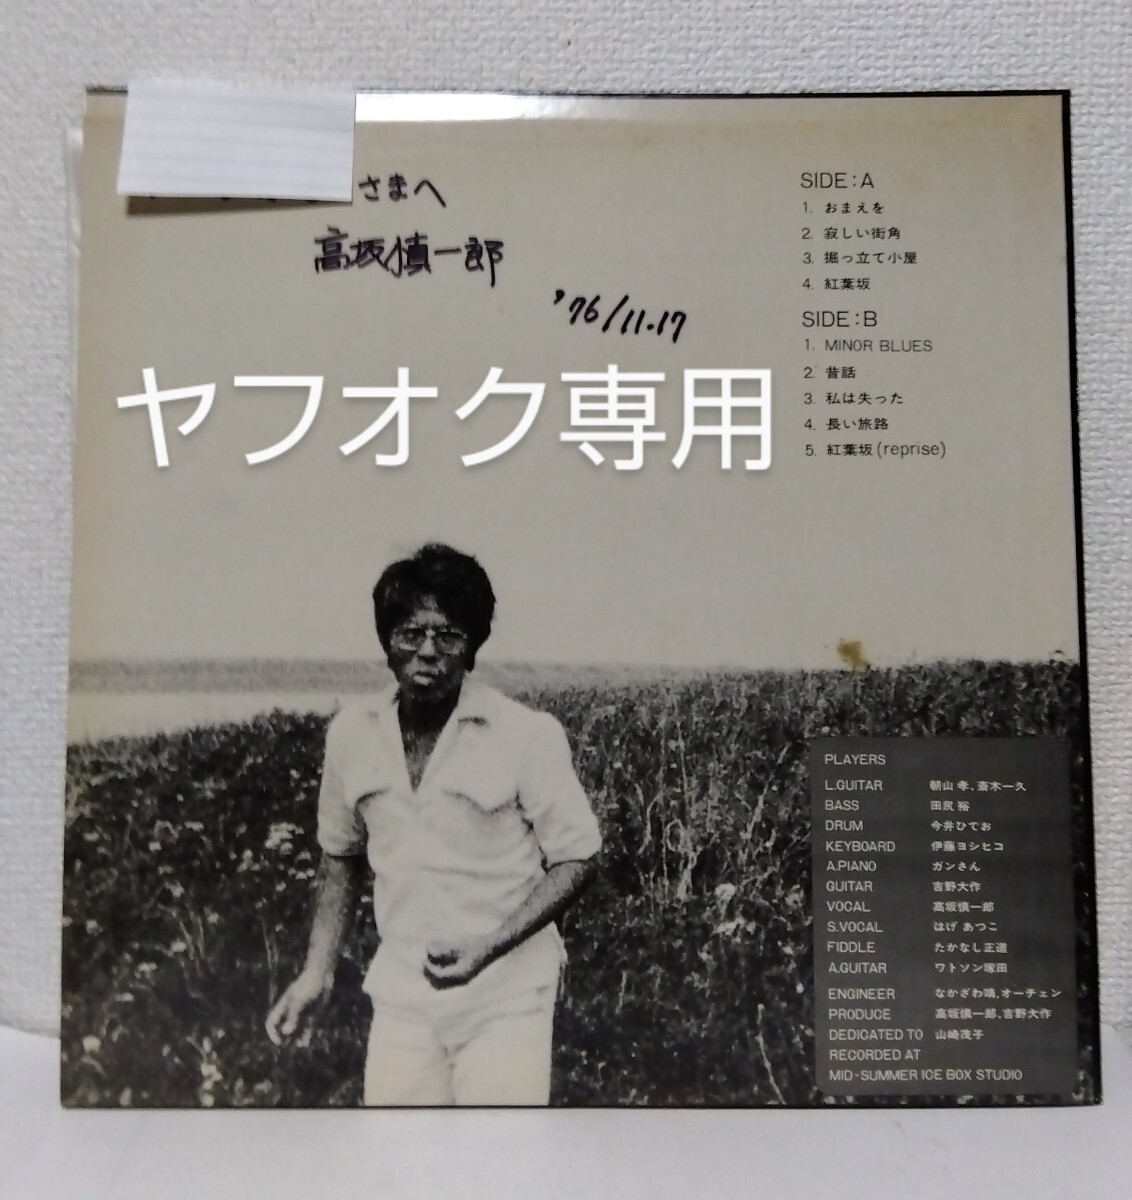 さまへ
高坂慎一郎
'76/11.17
ヤフオク専用
SIDE:A
1. おまえを
2. 寂しい街角
3. 掘っ立て小屋
4. 紅葉坂
SIDE:B
1. MINOR BLUES
2. 昔話
3. 私は失った
4. 長い旅路
5. 紅葉坂(reprise)
PLAYERS
L.GUITAR 朝山 孝、斎木一久
BASS 田尻 裕
DRUM 今井ひでお
KEYBOARD 伊藤ヨシヒコ
A.PIANO ガンさん
GUITAR 吉野大作
VOCAL 高坂慎一郎
S.VOCAL はげ あつこ
FIDDLE たかなし正道
A.GUITAR ワトソン塚田
ENGINEER なかざわ 、オーチェン
PRODUCE 高坂慎一郎、吉野大作
DEDICATED TO 山崎茂子
RECORDED AT
MID-SUMMER ICE BOX STUDIO